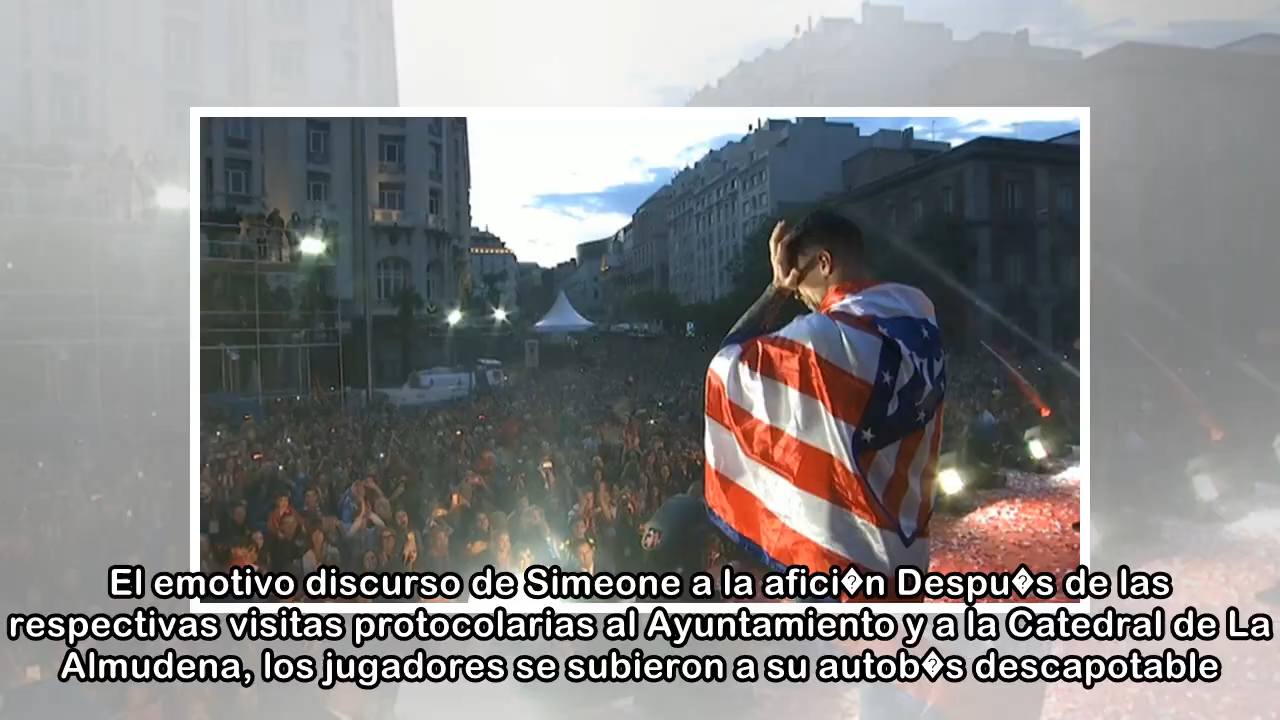 El emotivo discurso de Simeone a la afici�n Despu�s de las
respectivas visitas protocolarias al Ayuntamiento y a la Catedral de La
Almudena, los jugadores se subieron a su autob�s descapotable